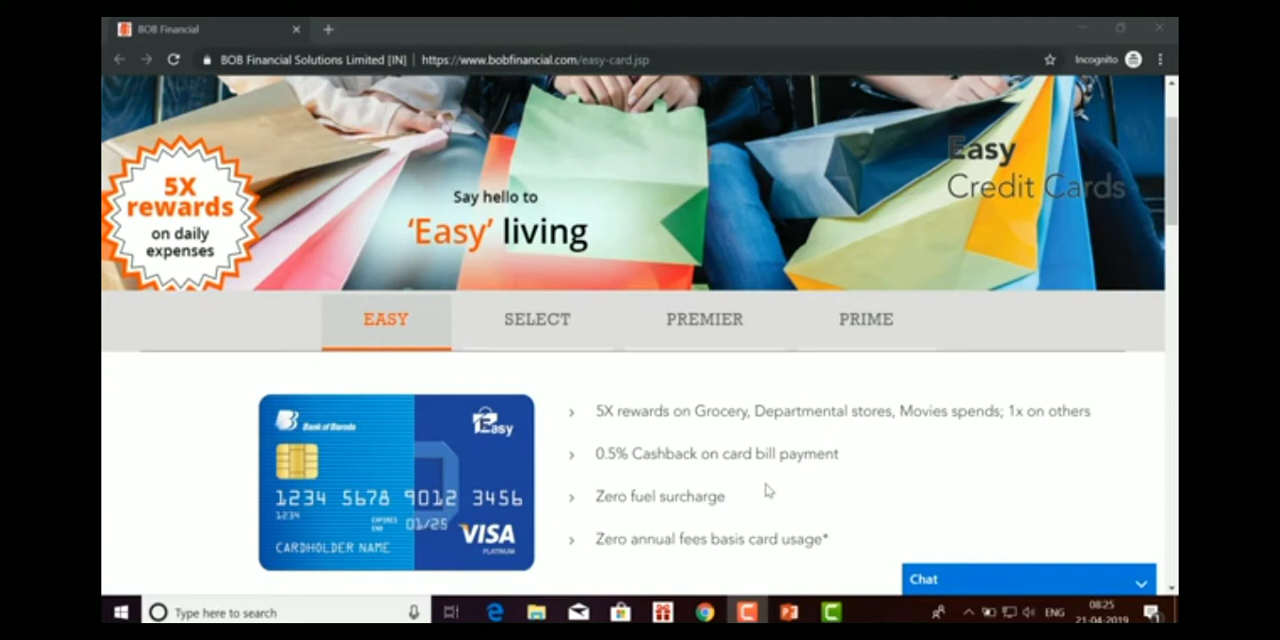 BOB Financial
BOB Financial Solutions Limited [IN] | https://www.bobfinancial.com/easy-card.jsp
Incognito
5X
rewards
on daily
expenses
Say hello to
‘Easy’ living
Easy
Credit Cards
EASY
SELECT
PREMIER
PRIME
Bank of Baroda
Easy
1234 5678 9012 3456
1234
EXPIRES
END
01/25
VISA
PLATINUM
CARDHOLDER NAME
5X rewards on Grocery, Departmental stores, Movies spends; 1x on others
0.5% Cashback on card bill payment
Zero fuel surcharge
Zero annual fees basis card usage*
Chat
Type here to search
ENG
08:25
21-04-2019